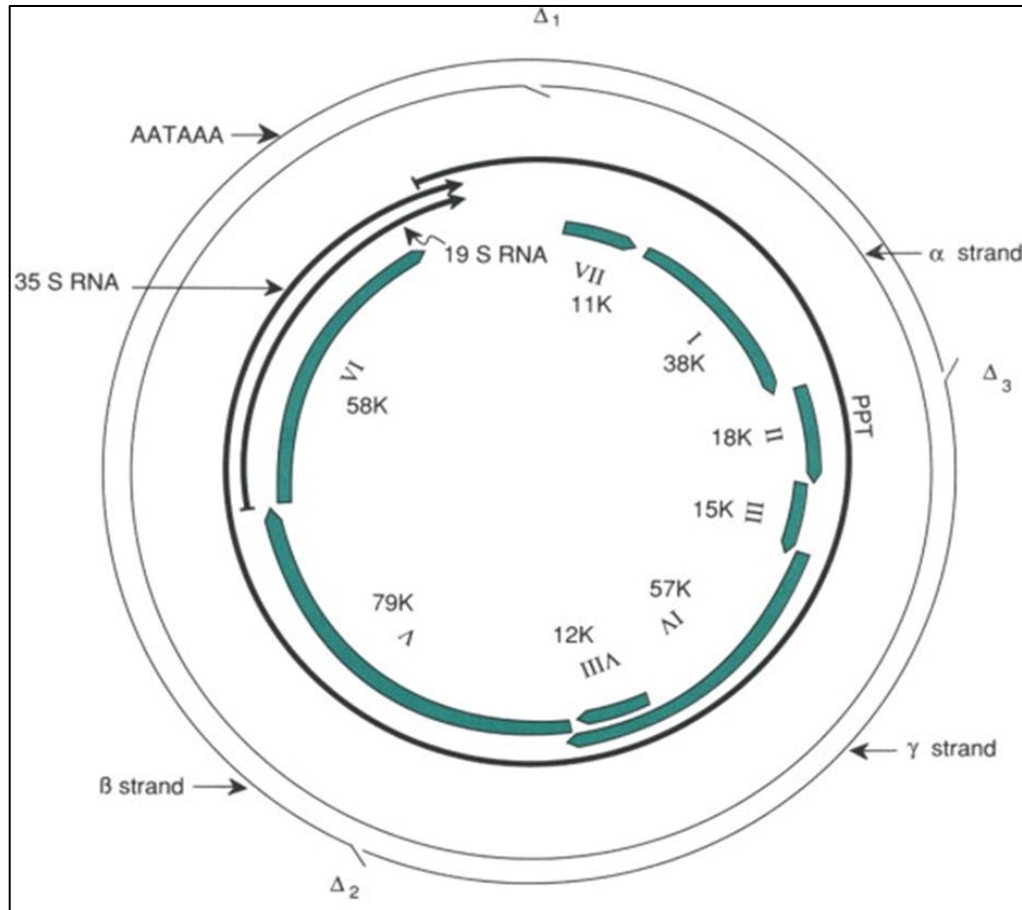 Δ1
AATAAA
α strand
35 S RNA
19 S RNA
VII
11K
I
38K
Δ3
VI
58K
PPT
18K II
15K III
57K
IV
79K
V
12K
VIII
γ strand
ß strand
Δ2